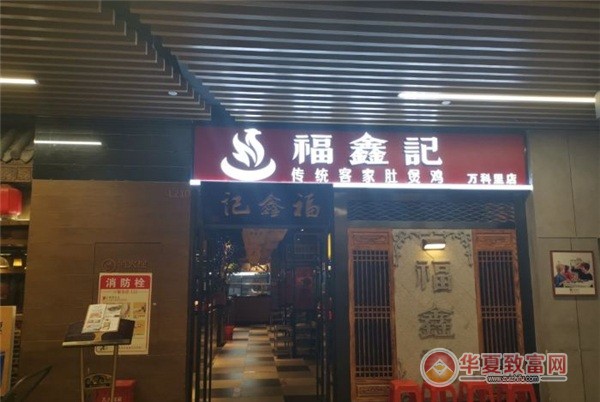 福鑫記
传统客家肚煲鸡 万科里店
記鑫福
福鑫
消防栓
华夏致富网